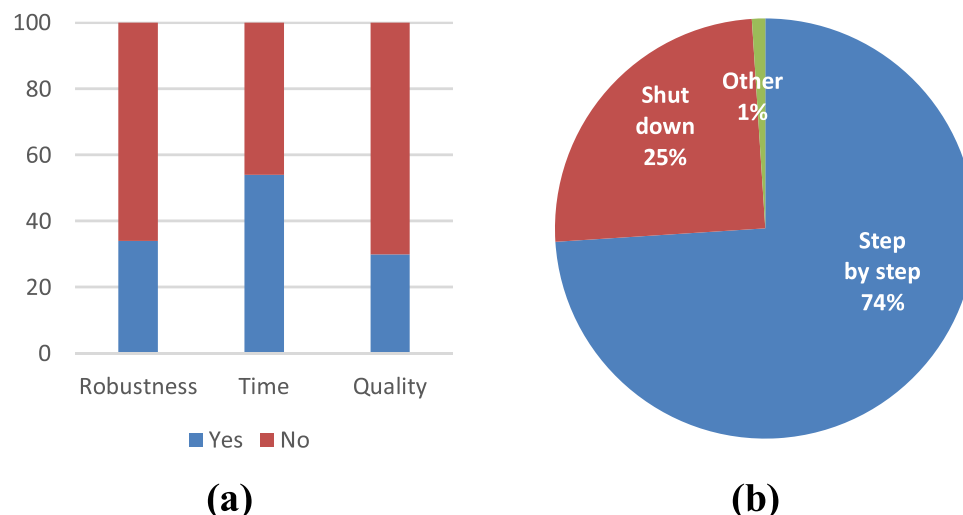 100
80
60
40
20
0
Robustness Time Quality
Yes No
(a)
Other
1%
Shut
down
25%
Step
by step
74%
(b)